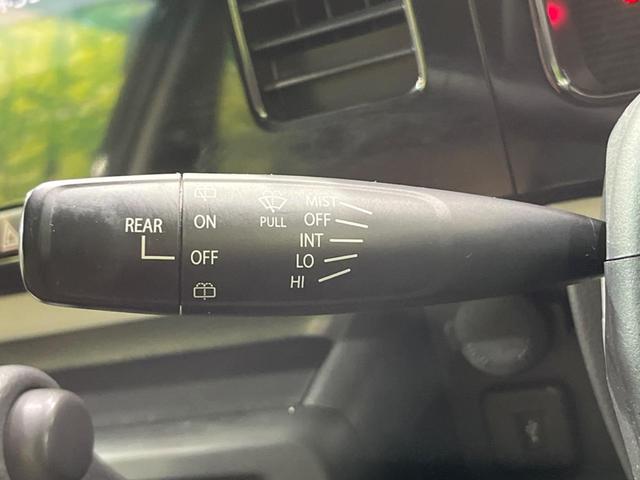 REAR
ON
OFF
PULL
MIST
OFF
INT
LO
HI